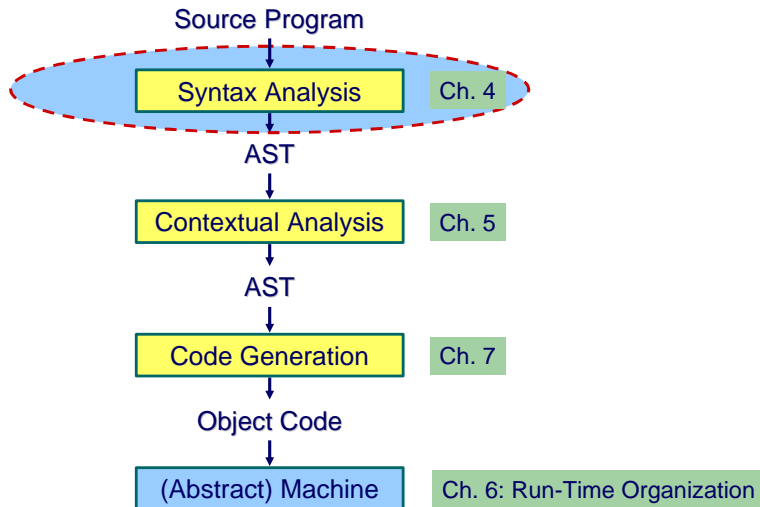 Source Program
Syntax Analysis
Ch. 4
AST
Contextual Analysis
Ch. 5
AST
Code Generation
Ch. 7
Object Code
(Abstract) Machine
Ch. 6: Run-Time Organization